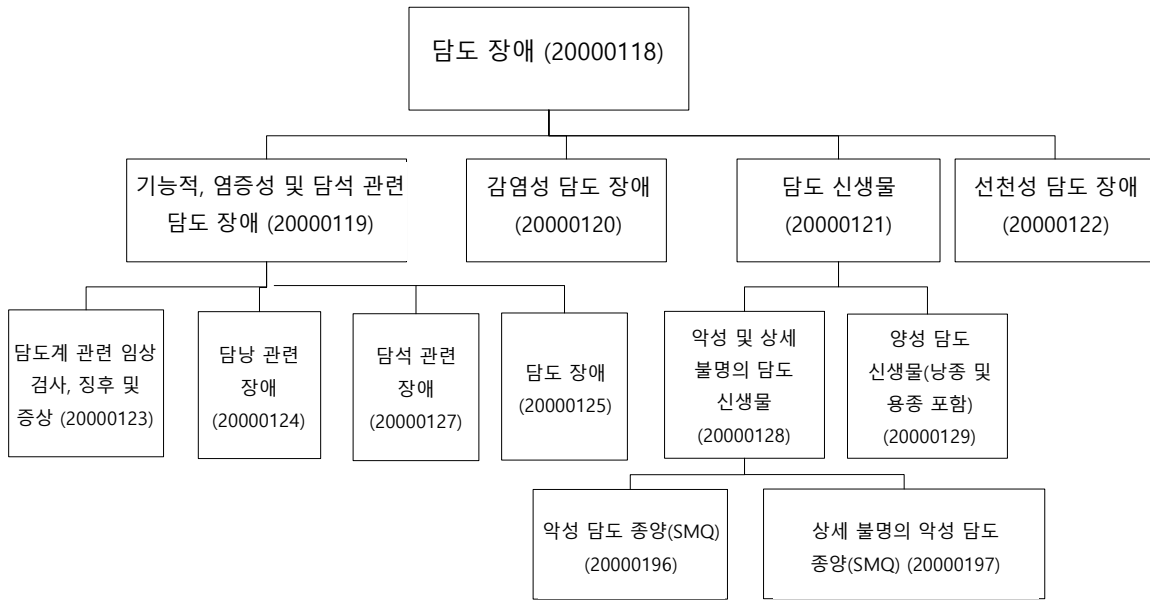 담도 장애 (20000118)
기능적, 염증성 및 담석 관련
담도 장애 (20000119)
감염성 담도 장애
(20000120)
담도 신생물
(20000121)
선천성 담도 장애
(20000122)
담도계 관련 임상
검사, 징후 및
증상 (20000123)
담낭 관련
장애
(20000124)
담석 관련
장애
(20000127)
담도 장애
(20000125)
악성 및 상세
불명의 담도
신생물
(20000128)
양성 담도
신생물(낭종 및
용종 포함)
(20000129)
악성 담도 종양(SMQ)
(20000196)
상세 불명의 악성 담도
종양(SMQ) (20000197)